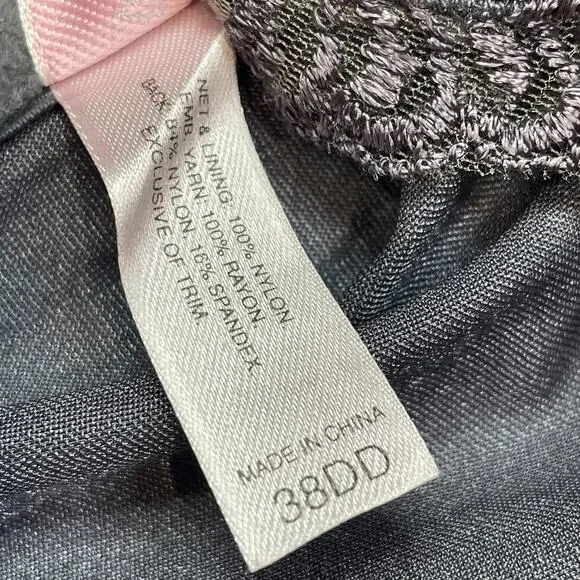 NET & LINING: 100% NYLON
EMB. YARN: 100% RAYON
BACK: 84% NYLON, 16% SPANDEX
EXCLUSIVE OF TRIM.
MADE IN CHINA
38DD